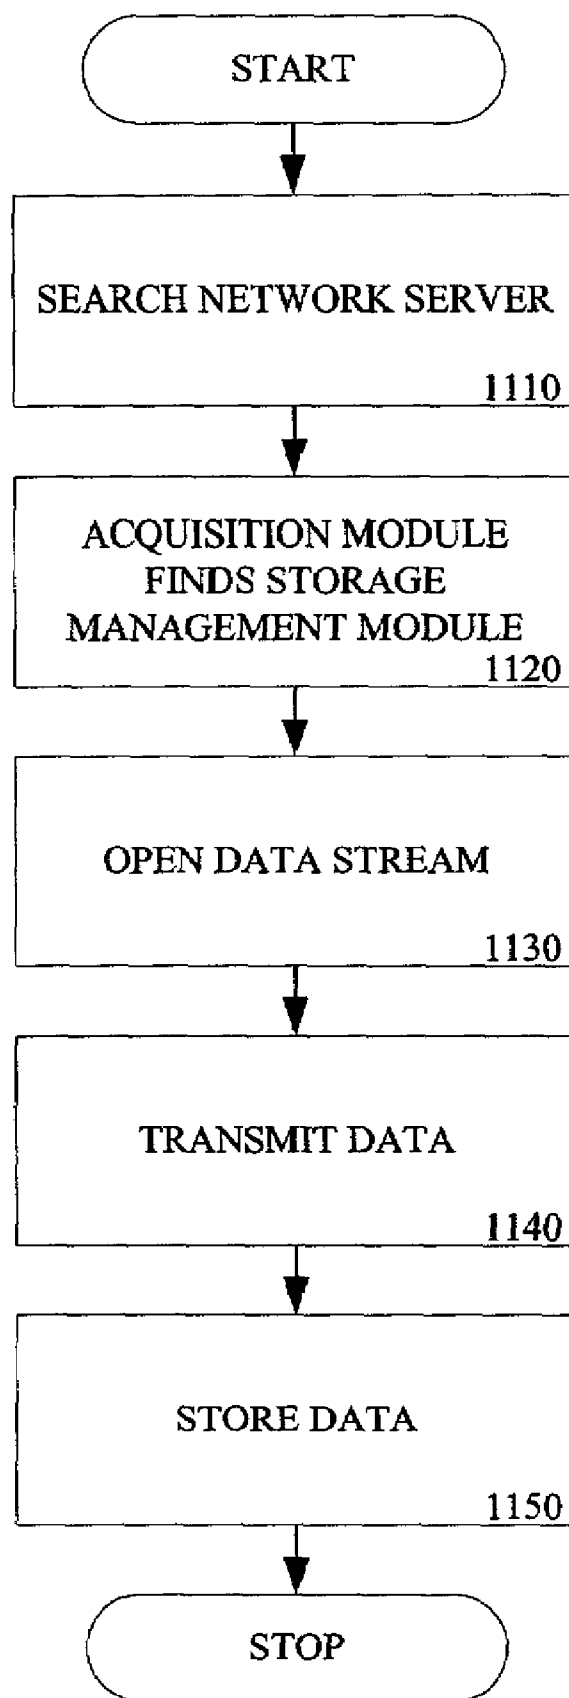 START
SEARCH NETWORK SERVER
1110
ACQUISITION MODULE
FINDS STORAGE
MANAGEMENT MODULE
1120
OPEN DATA STREAM
1130
TRANSMIT DATA
1140
STORE DATA
1150
STOP